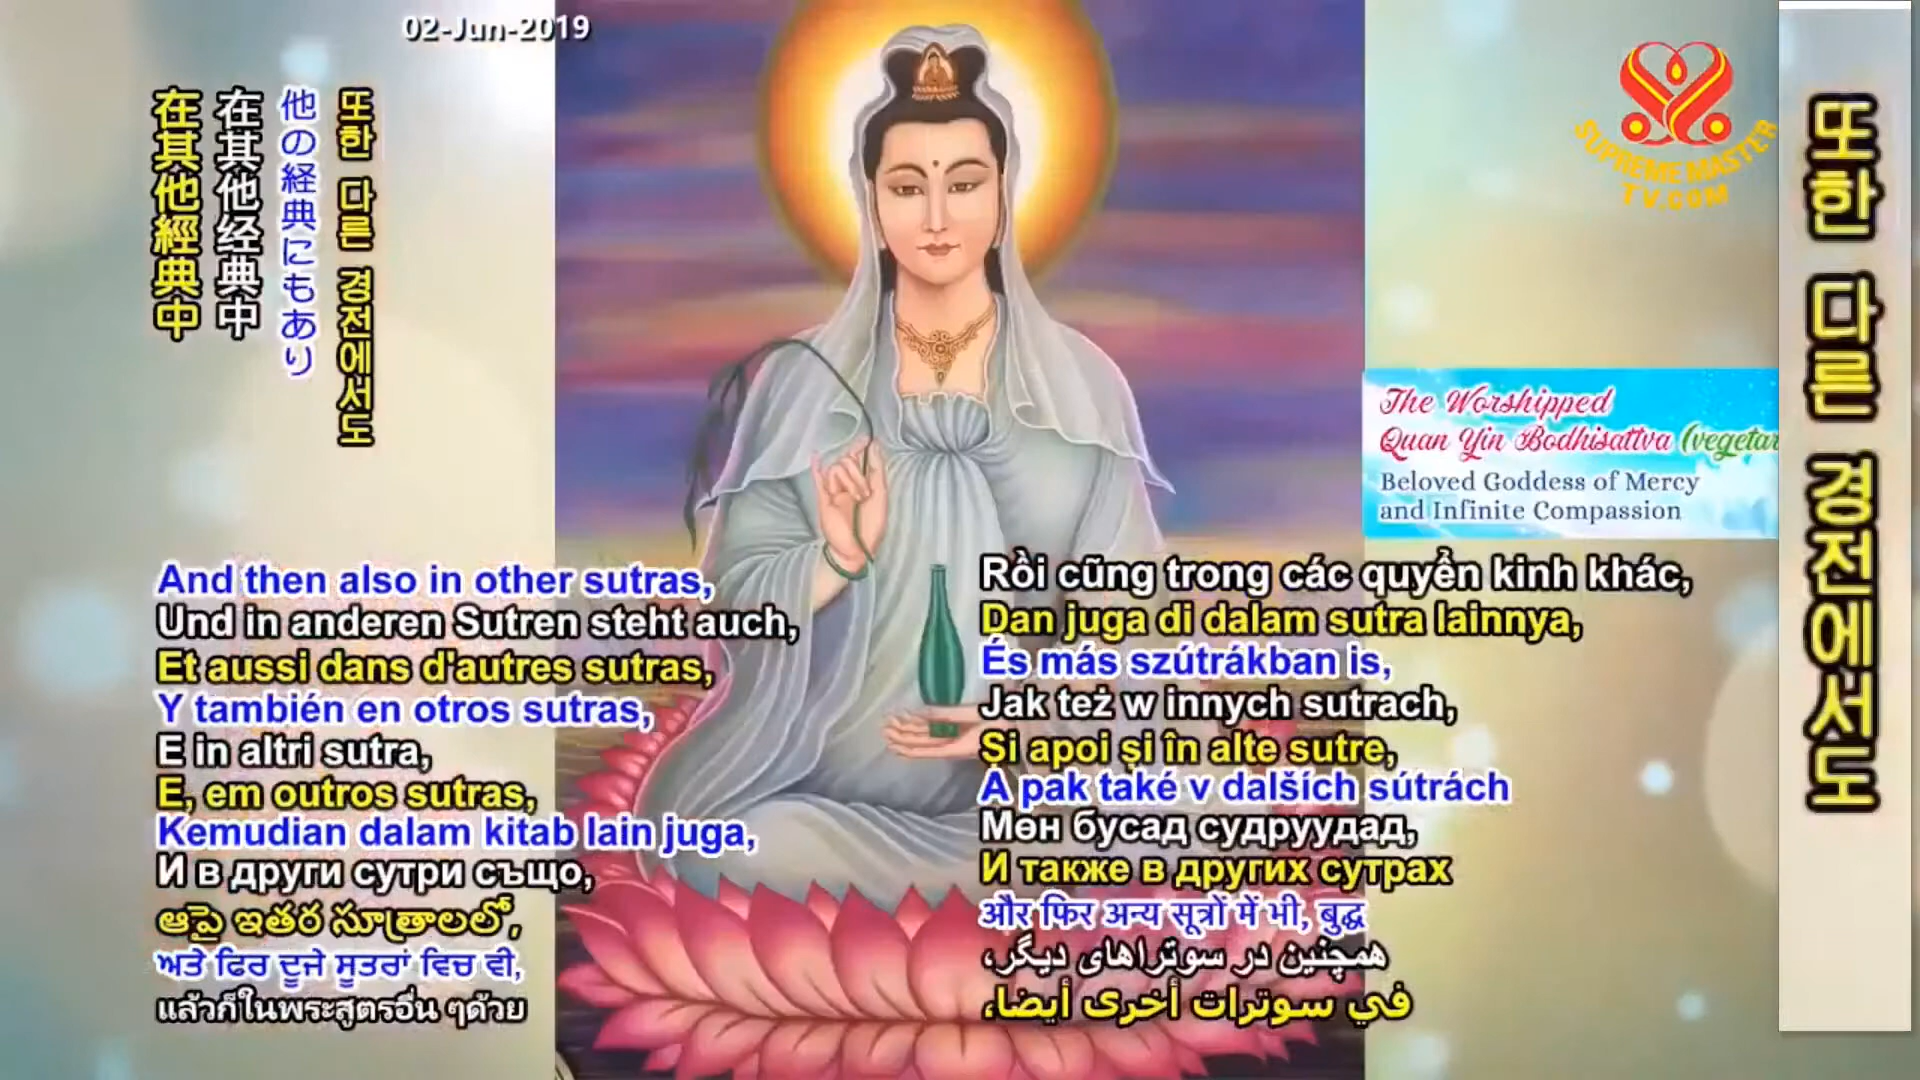 02-Jun-2019
在其他經典中
在其他经典中
他の経典にもあり
또한 다른 경전에서도
SUPREME MASTER
TV.COM
The Worshipped
Quan Yin Bodhisattva
Beloved Goddess of Mercy
and Infinite Compassion
또한 다른 경전에서도
And then also in other sutras,
Und in anderen Sutren steht auch,
Et aussi dans d'autres sutras,
Y también en otros sutras,
E in altri sutra,
E, em outros sutras,
Kemudian dalam kitab lain juga,
И в други сутри също,
ఆపై ఇతర సూత్రాలలో,
ਅਤੇ ਫਿਰ ਦੂਜੇ ਸੂਤਰਾਂ ਵਿਚ ਵੀ,
แล้วก็ในพระสูตรอื่น ๆด้วย
Rồi cũng trong các quyển kinh khác,
Dan juga di dalam sutra lainnya,
És más szútrákban is,
Jak też w innych sutrach,
Și apoi și în alte sutre,
A pak také v dalších sútrách
Мөн бусад судруудад,
И также в других сутрах
और फिर अन्य सूत्रों में भी, बुद्ध
همچنین در سوتراهای دیگر،
في سوترات أخرى أيضا،